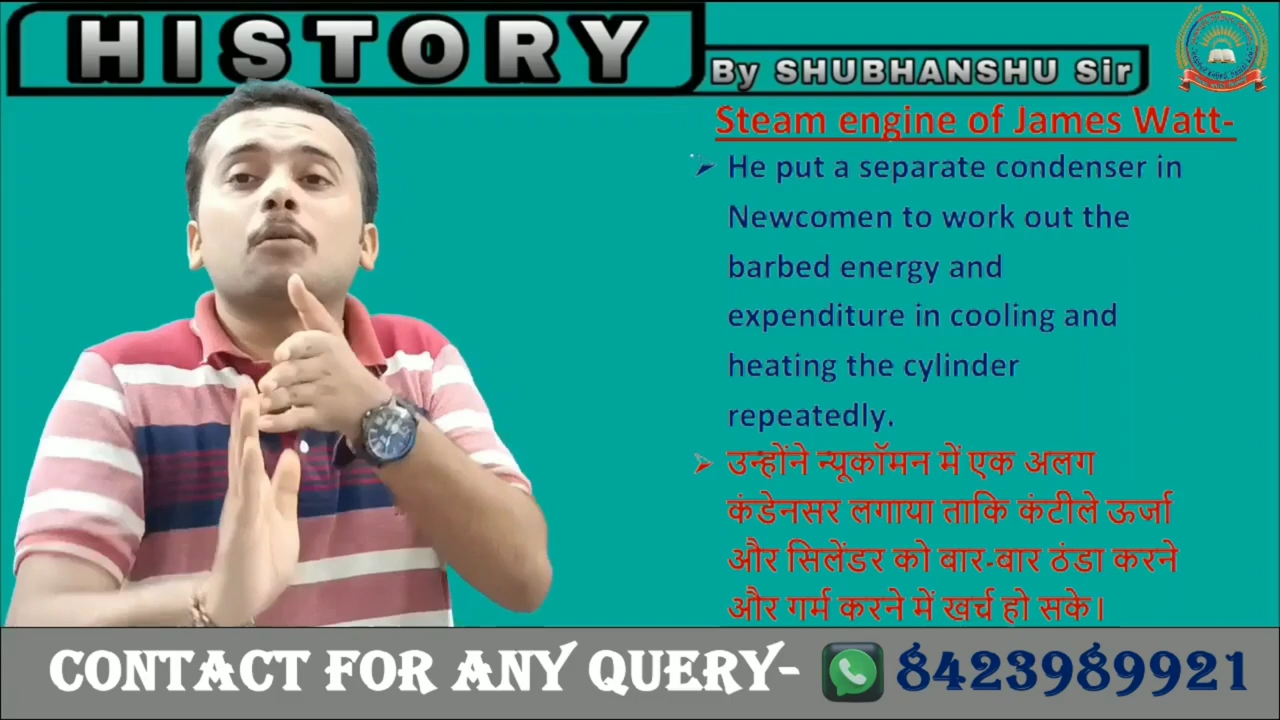 HISTORY
By SHUBHANSHU Sir
Steam engine of James Watt-
He put a separate condenser in
Newcomen to work out the
barbed energy and
expenditure in cooling and
heating the cylinder
repeatedly.
उन्होंने न्यूकॉमन में एक अलग
कंडेनसर लगाया ताकि कंटीले ऊर्जा
और सिलेंडर को बार-बार ठंडा करने
और गर्म करने में खर्च हो सके।
CONTACT FOR ANY QUERY- 8423989921